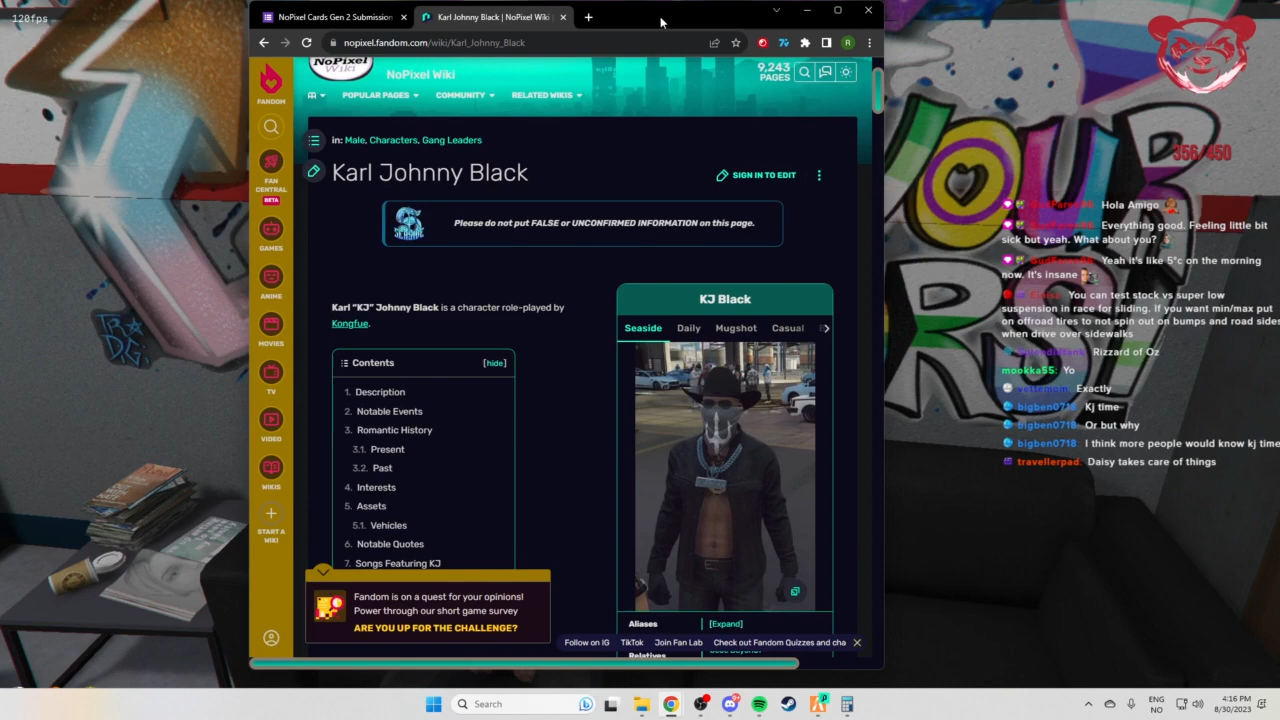 120fps
NoPixel Cards Gen 2 Submission
Karl Johnny Black | NoPixel Wiki
nopixel.fandom.com/wiki/Karl_Johnny_Black
R
NoPixel
Wiki
NoPixel Wiki
9,243
PAGES
POPULAR PAGES
COMMUNITY
RELATED WIKIS
FANDOM
FAN
CENTRAL
BETA
GAMES
ANIME
MOVIES
TV
VIDEO
WIKIS
START A
WIKI
in: Male, Characters, Gang Leaders
Karl Johnny Black
SIGN IN TO EDIT
Please do not put FALSE or UNCONFIRMED INFORMATION on this page.
Karl “KJ” Johnny Black is a character role-played by
Kongfue.
Contents [hide]
1. Description
2. Notable Events
3. Romantic History
3.1. Present
3.2. Past
4. Interests
5. Assets
5.1. Vehicles
6. Notable Quotes
7. Songs Featuring KJ
KJ Black
Seaside Daily Mugshot Casual
Aliases [Expand]
Relatives
Fandom is on a quest for your opinions!
Power through our short game survey
ARE YOU UP FOR THE CHALLENGE?
Follow on IG TikTok Join Fan Lab Check out Fandom Quizzes and cha
YOUR
356/450
Hola Amigo
Everything good. Feeling little bit
sick but yeah. What about you?
Yeah it's like 5°c on the morning
now. It's insane
You can test stock vs super low
suspension in race for sliding. If you want min/max put
on offroad tires to not spin out on bumps and road sides
when drive over sidewalks
Rizzard of Oz
mookka55: Yo
Exactly
bigben0718: Kj time
bigben0718: Or but why
bigben0718: I think more people would know kj time
travellerpad: Daisy takes care of things
Search
ENG
NO
4:16 PM
8/30/2023